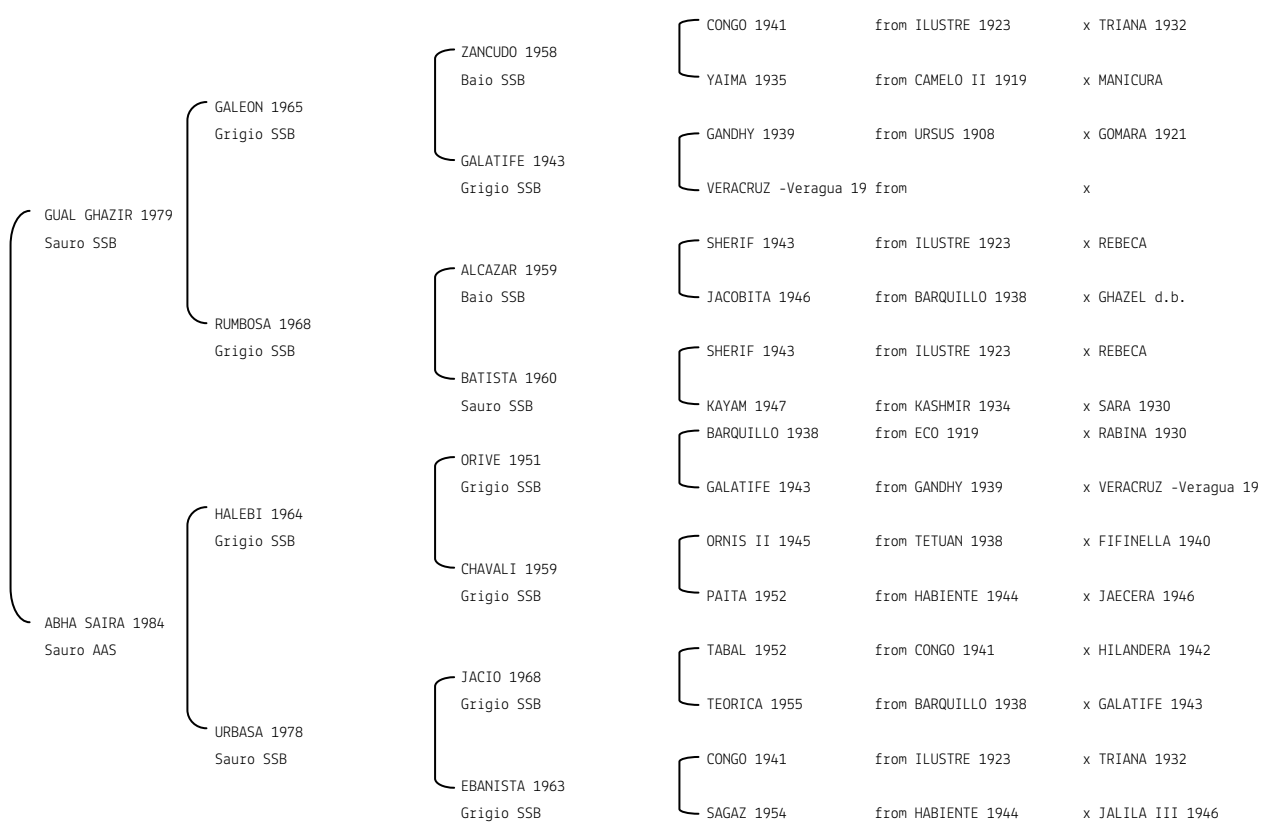 CONGO 1941 from ILUSTRE 1923 x TRIANA 1932
ZANCUDO 1958
Baio SSB YAIMA 1935 from CAMELO II 1919 x MANICURA
GALEON 1965
Grigio SSB GANDHY 1939 from URSUS 1908 x GOMARA 1921
GALATIFE 1943
Grigio SSB VERACRUZ -Veragua 19 from x
GUAL GHAZIR 1979
Sauro SSB SHERIF 1943 from ILUSTRE 1923 x REBECA
ALCAZAR 1959
Baio SSB JACOBITA 1946 from BARQUILLO 1938 x GHAZEL d.b.
RUMBOSA 1968
Grigio SSB SHERIF 1943 from ILUSTRE 1923 x REBECA
BATISTA 1960
Sauro SSB KAYAM 1947 from KASHMIR 1934 x SARA 1930
BARQUILLO 1938 from ECO 1919 x RABINA 1930
ORIVE 1951
Grigio SSB GALATIFE 1943 from GANDHY 1939 x VERACRUZ -Veragua 19
HALEBI 1964
Grigio SSB ORNIS II 1945 from TETUAN 1938 x FIFINELLA 1940
CHAVALI 1959
Grigio SSB PAITA 1952 from HABIENTE 1944 x JAECERA 1946
ABHA SAIRA 1984
Sauro AAS TABAL 1952 from CONGO 1941 x HILANDERA 1942
JACIO 1968
Grigio SSB TEORICA 1955 from BARQUILLO 1938 x GALATIFE 1943
URBASA 1978
Sauro SSB CONGO 1941 from ILUSTRE 1923 x TRIANA 1932
EBANISTA 1963
Grigio SSB SAGAZ 1954 from HABIENTE 1944 x JALILA III 1946